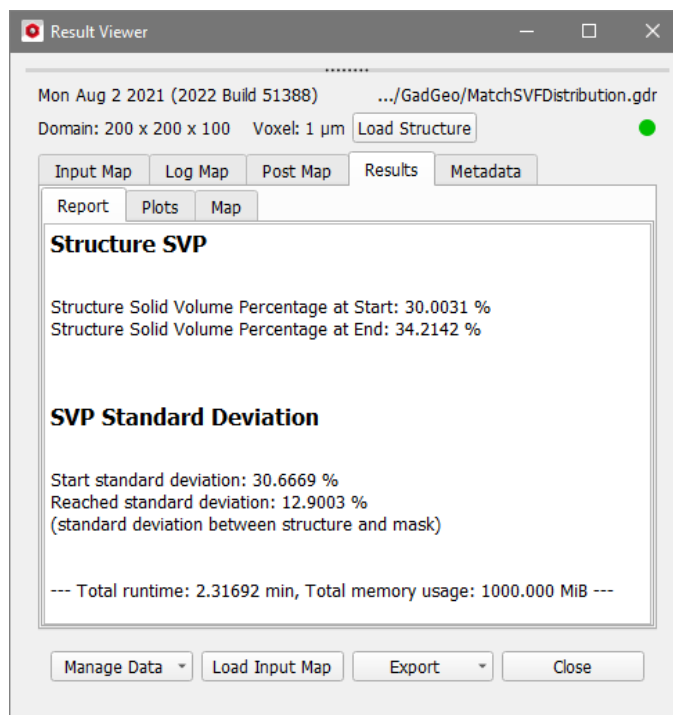 Result Viewer
Mon Aug 2 2021 (2022 Build 51388) .../GadGeo/MatchSVFDistribution.gdr
Domain: 200 x 200 x 100 Voxel: 1 µm Load Structure
Input Map Log Map Post Map Results Metadata
Report Plots Map
Structure SVP
Structure Solid Volume Percentage at Start: 30.0031 %
Structure Solid Volume Percentage at End: 34.2142 %
SVP Standard Deviation
Start standard deviation: 30.6669 %
Reached standard deviation: 12.9003 %
(standard deviation between structure and mask)
--- Total runtime: 2.31692 min, Total memory usage: 1000.000 MiB ---
Manage Data Load Input Map Export Close